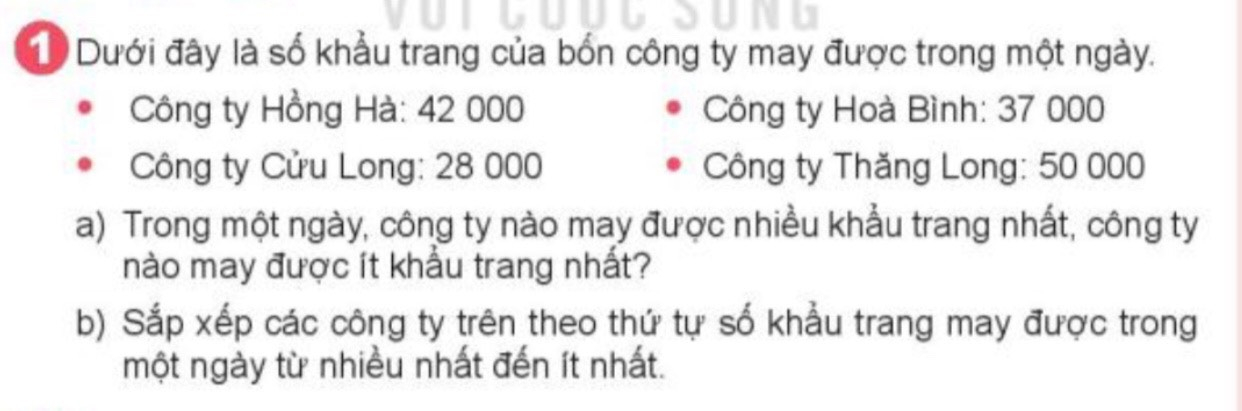 VUI CUỘC SỐNG
1 Dưới đây là số khẩu trang của bốn công ty may được trong một ngày.
• Công ty Hồng Hà: 42 000 • Công ty Hoà Bình: 37 000
• Công ty Cửu Long: 28 000 • Công ty Thăng Long: 50 000
a) Trong một ngày, công ty nào may được nhiều khẩu trang nhất, công ty
nào may được ít khẩu trang nhất?
b) Sắp xếp các công ty trên theo thứ tự số khẩu trang may được trong
một ngày từ nhiều nhất đến ít nhất.